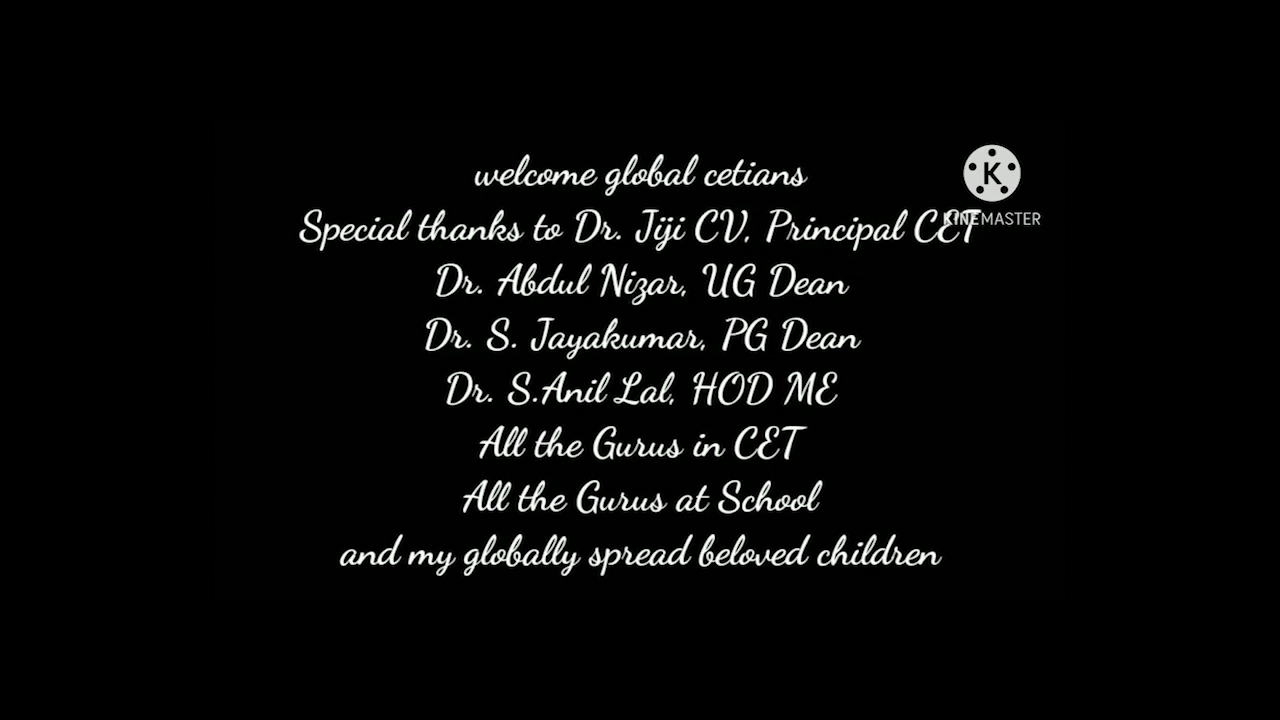 welcome global cetians
Special thanks to Dr. Jiji CV, Principal CET
Dr. Abdul Nizar, UG Dean
Dr. S. Jayakumar, PG Dean
Dr. S.Anil Lal, HOD ME
All the Gurus in CET
All the Gurus at School
and my globally spread beloved children
K
KINEMASTER